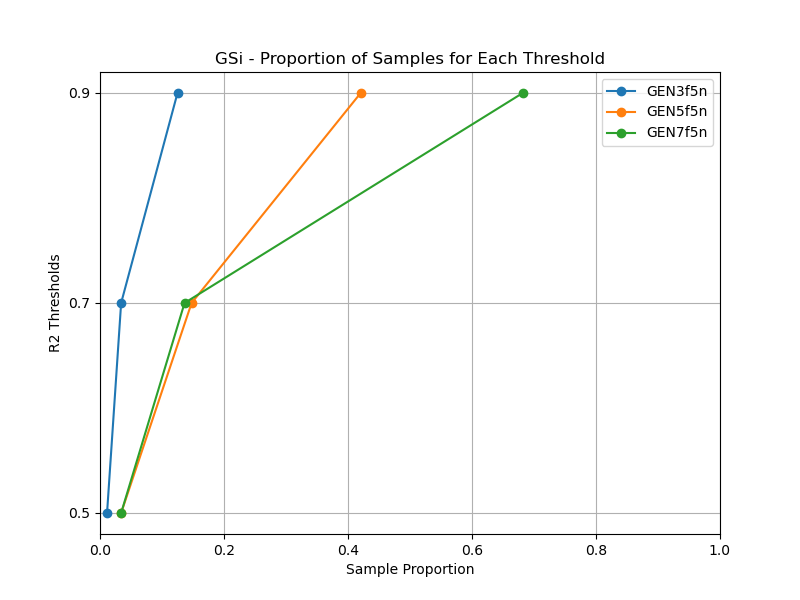 GSi - Proportion of Samples for Each Threshold
GEN3f5n
GEN5f5n
GEN7f5n
R2 Thresholds
0.9
0.7
0.5
0.0 0.2 0.4 0.6 0.8 1.0
Sample Proportion